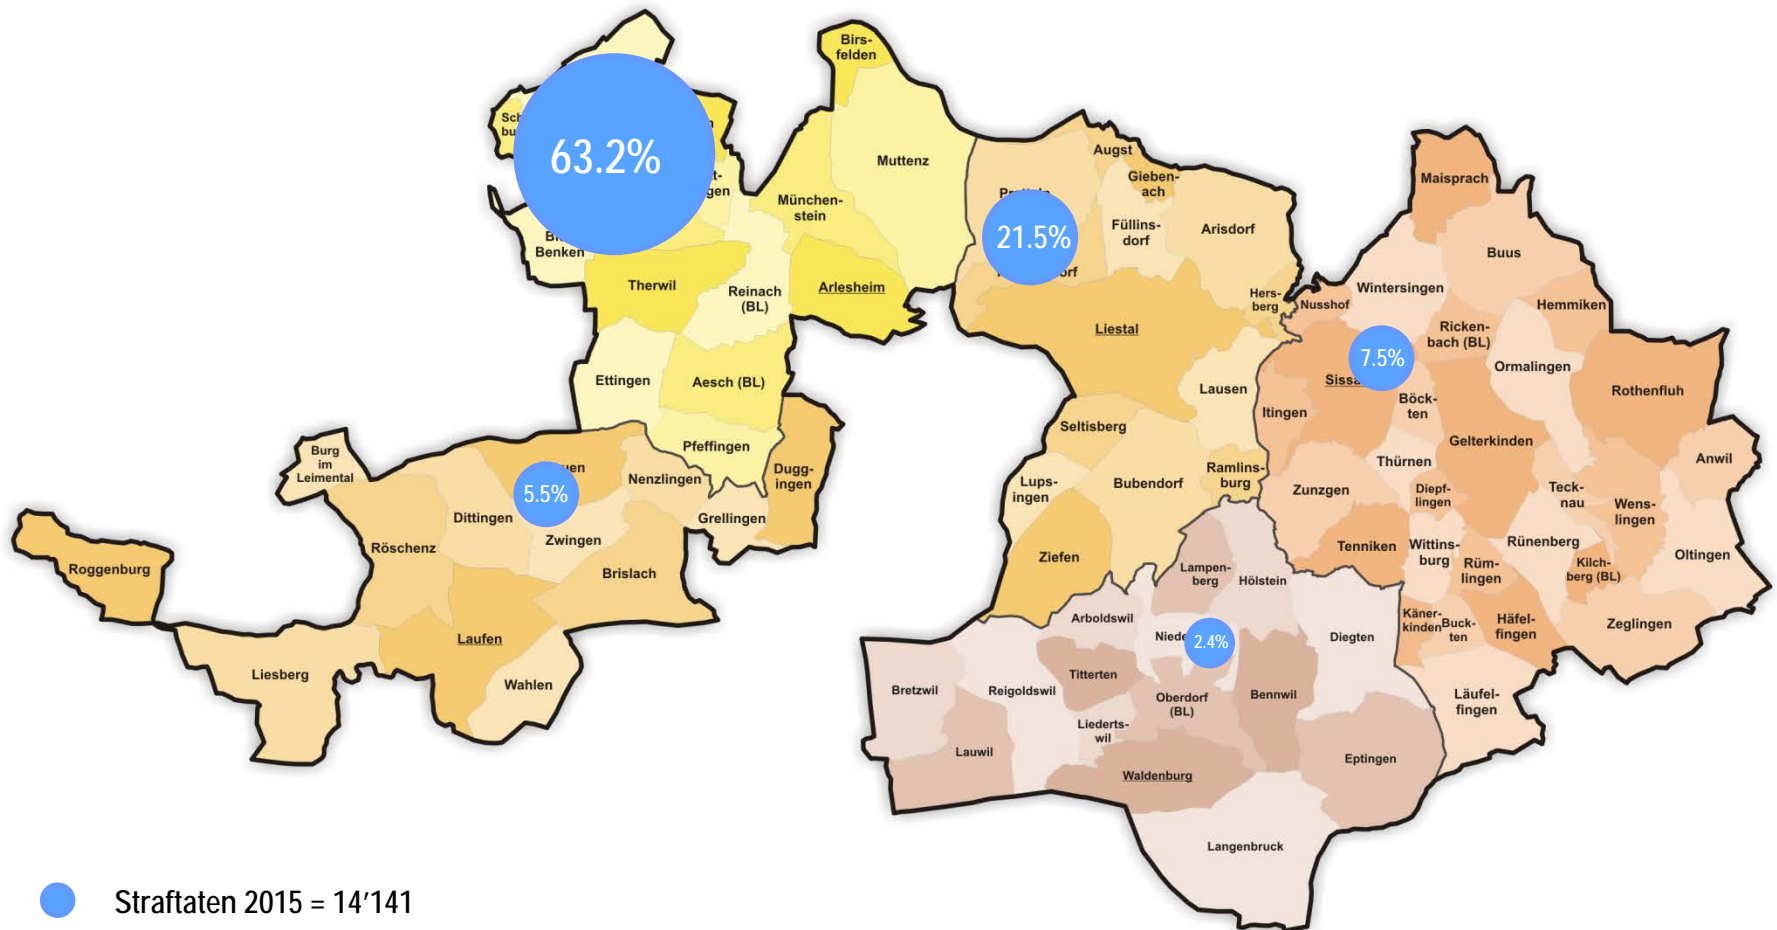 Birs-
felden
63.2%
Muttenz
München-
stein
Benken
Therwil
Reinach
(BL)
Arlesheim
Ettingen
Aesch (BL)
Pfeffingen
Augst
Gieben-
ach
21.5%
Füllins-
dorf
Arisdorf
Hers-
berg
Liestal
Lausen
Seltisberg
Lups-
ingen
Bubendorf
Ramlins-
burg
Ziefen
Maisprach
Buus
Wintersingen
Nusshof
Hemmiken
Ricken-
bach (BL)
7.5%
Ormalingen
Rothenfluh
Itingen
Böck-
ten
Gelterkinden
Anwil
Thürnen
Zunzgen
Diepf-
lingen
Teck-
nau
Wens-
lingen
Tenniken
Wittins-
burg
Rünenberg
Oltingen
Rüm-
lingen
Kilch-
berg (BL)
Käner-
kinden
Buck-
ten
Häfel-
fingen
Zeglingen
Läufel-
fingen
Burg
im
Leimental
5.5%
Nenzlingen
Dugg-
ingen
Dittingen
Grellingen
Zwingen
Röschenz
Brislach
Roggenburg
Laufen
Liesberg
Wahlen
Lampen-
berg
Hölstein
Arboldswil
2.4%
Diegten
Titterten
Bretzwil
Reigoldswil
Oberdorf
(BL)
Bennwil
Liederts-
wil
Lauwil
Waldenburg
Eptingen
Langenbruck
Straftaten 2015 = 14'141